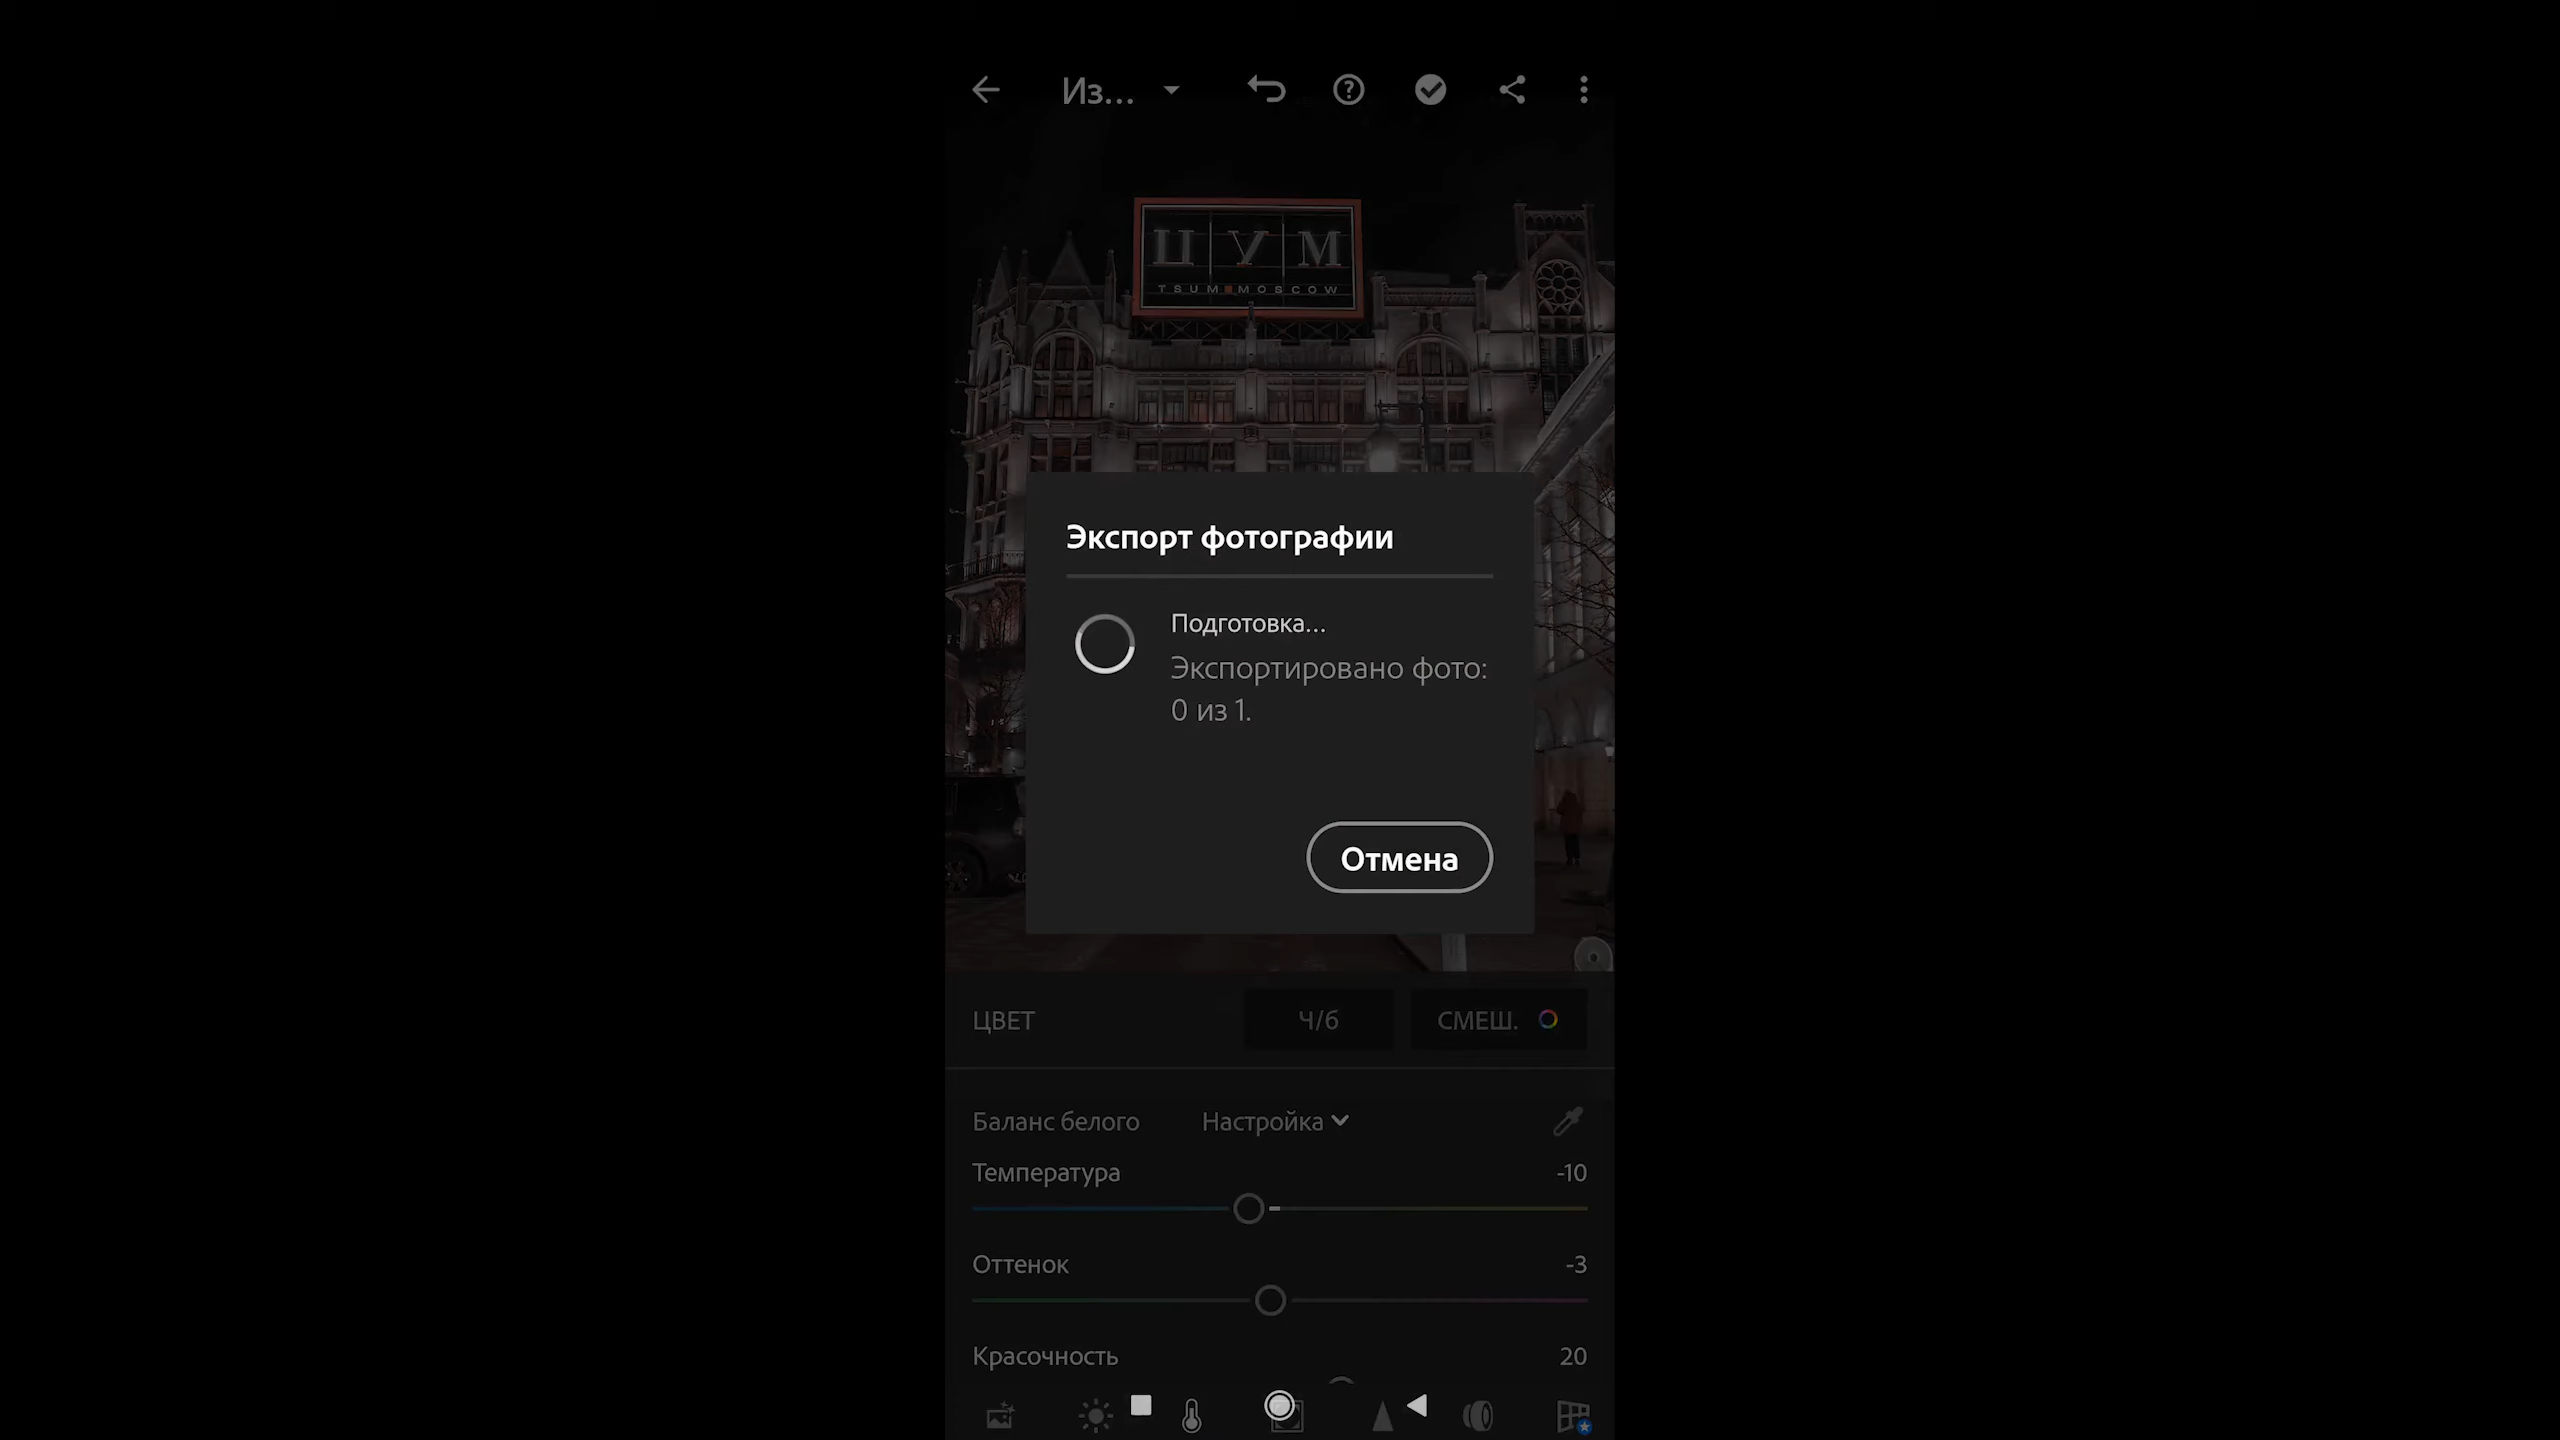 Из...
ЦУМ
TSUM MOSCOW
Экспорт фотографии
Подготовка...
Экспортировано фото:
0 из 1.
Отмена
ЦВЕТ
Ч/б
СМЕШ.
Баланс белого
Настройка
Температура
-10
Оттенок
-3
Красочность
20